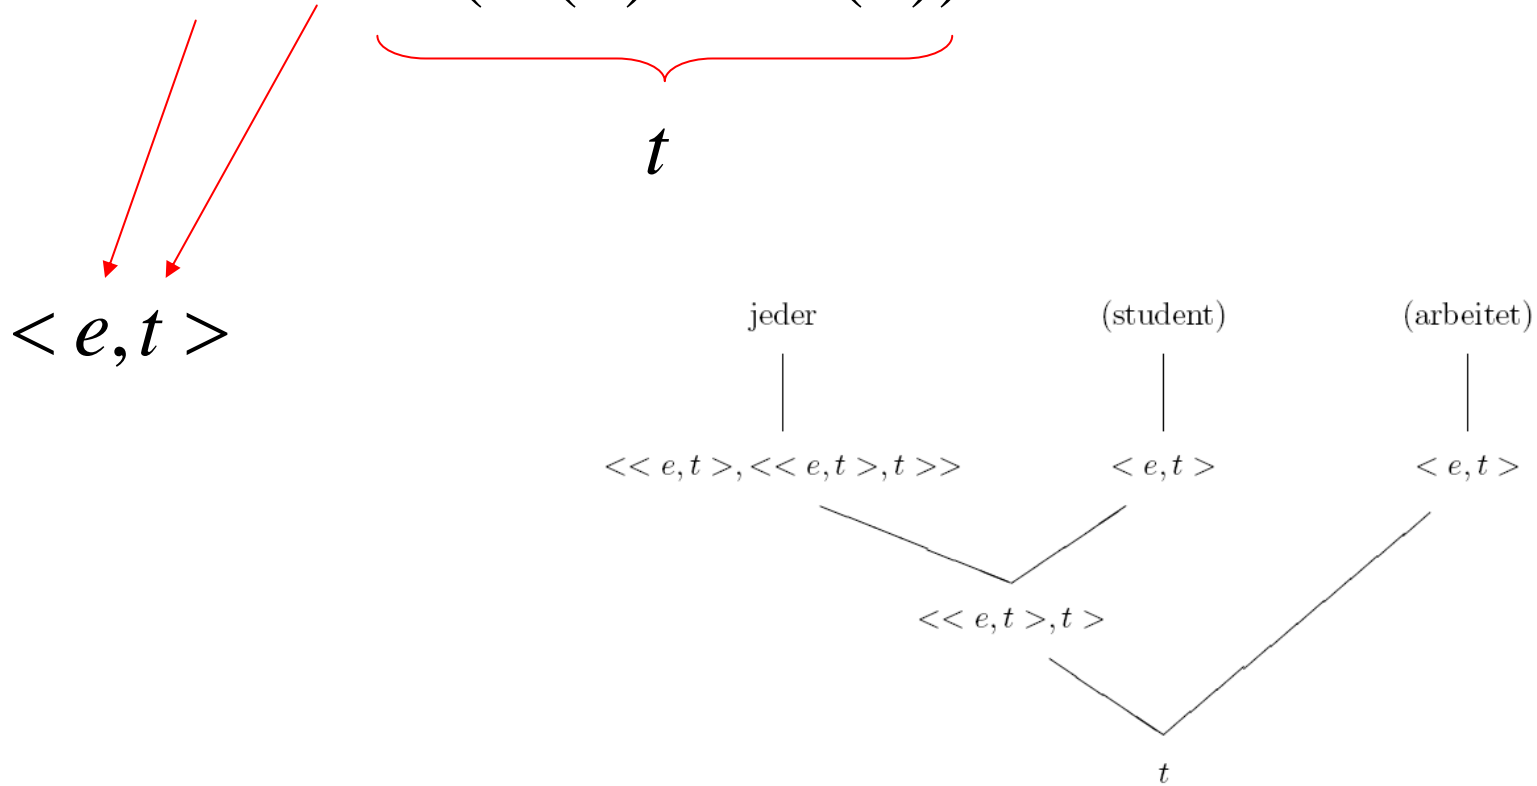 t
< e, t >
jeder (student) (arbeitet)
<< e, t >, << e, t >, t >> < e, t > < e, t >
<< e, t >, t >
t